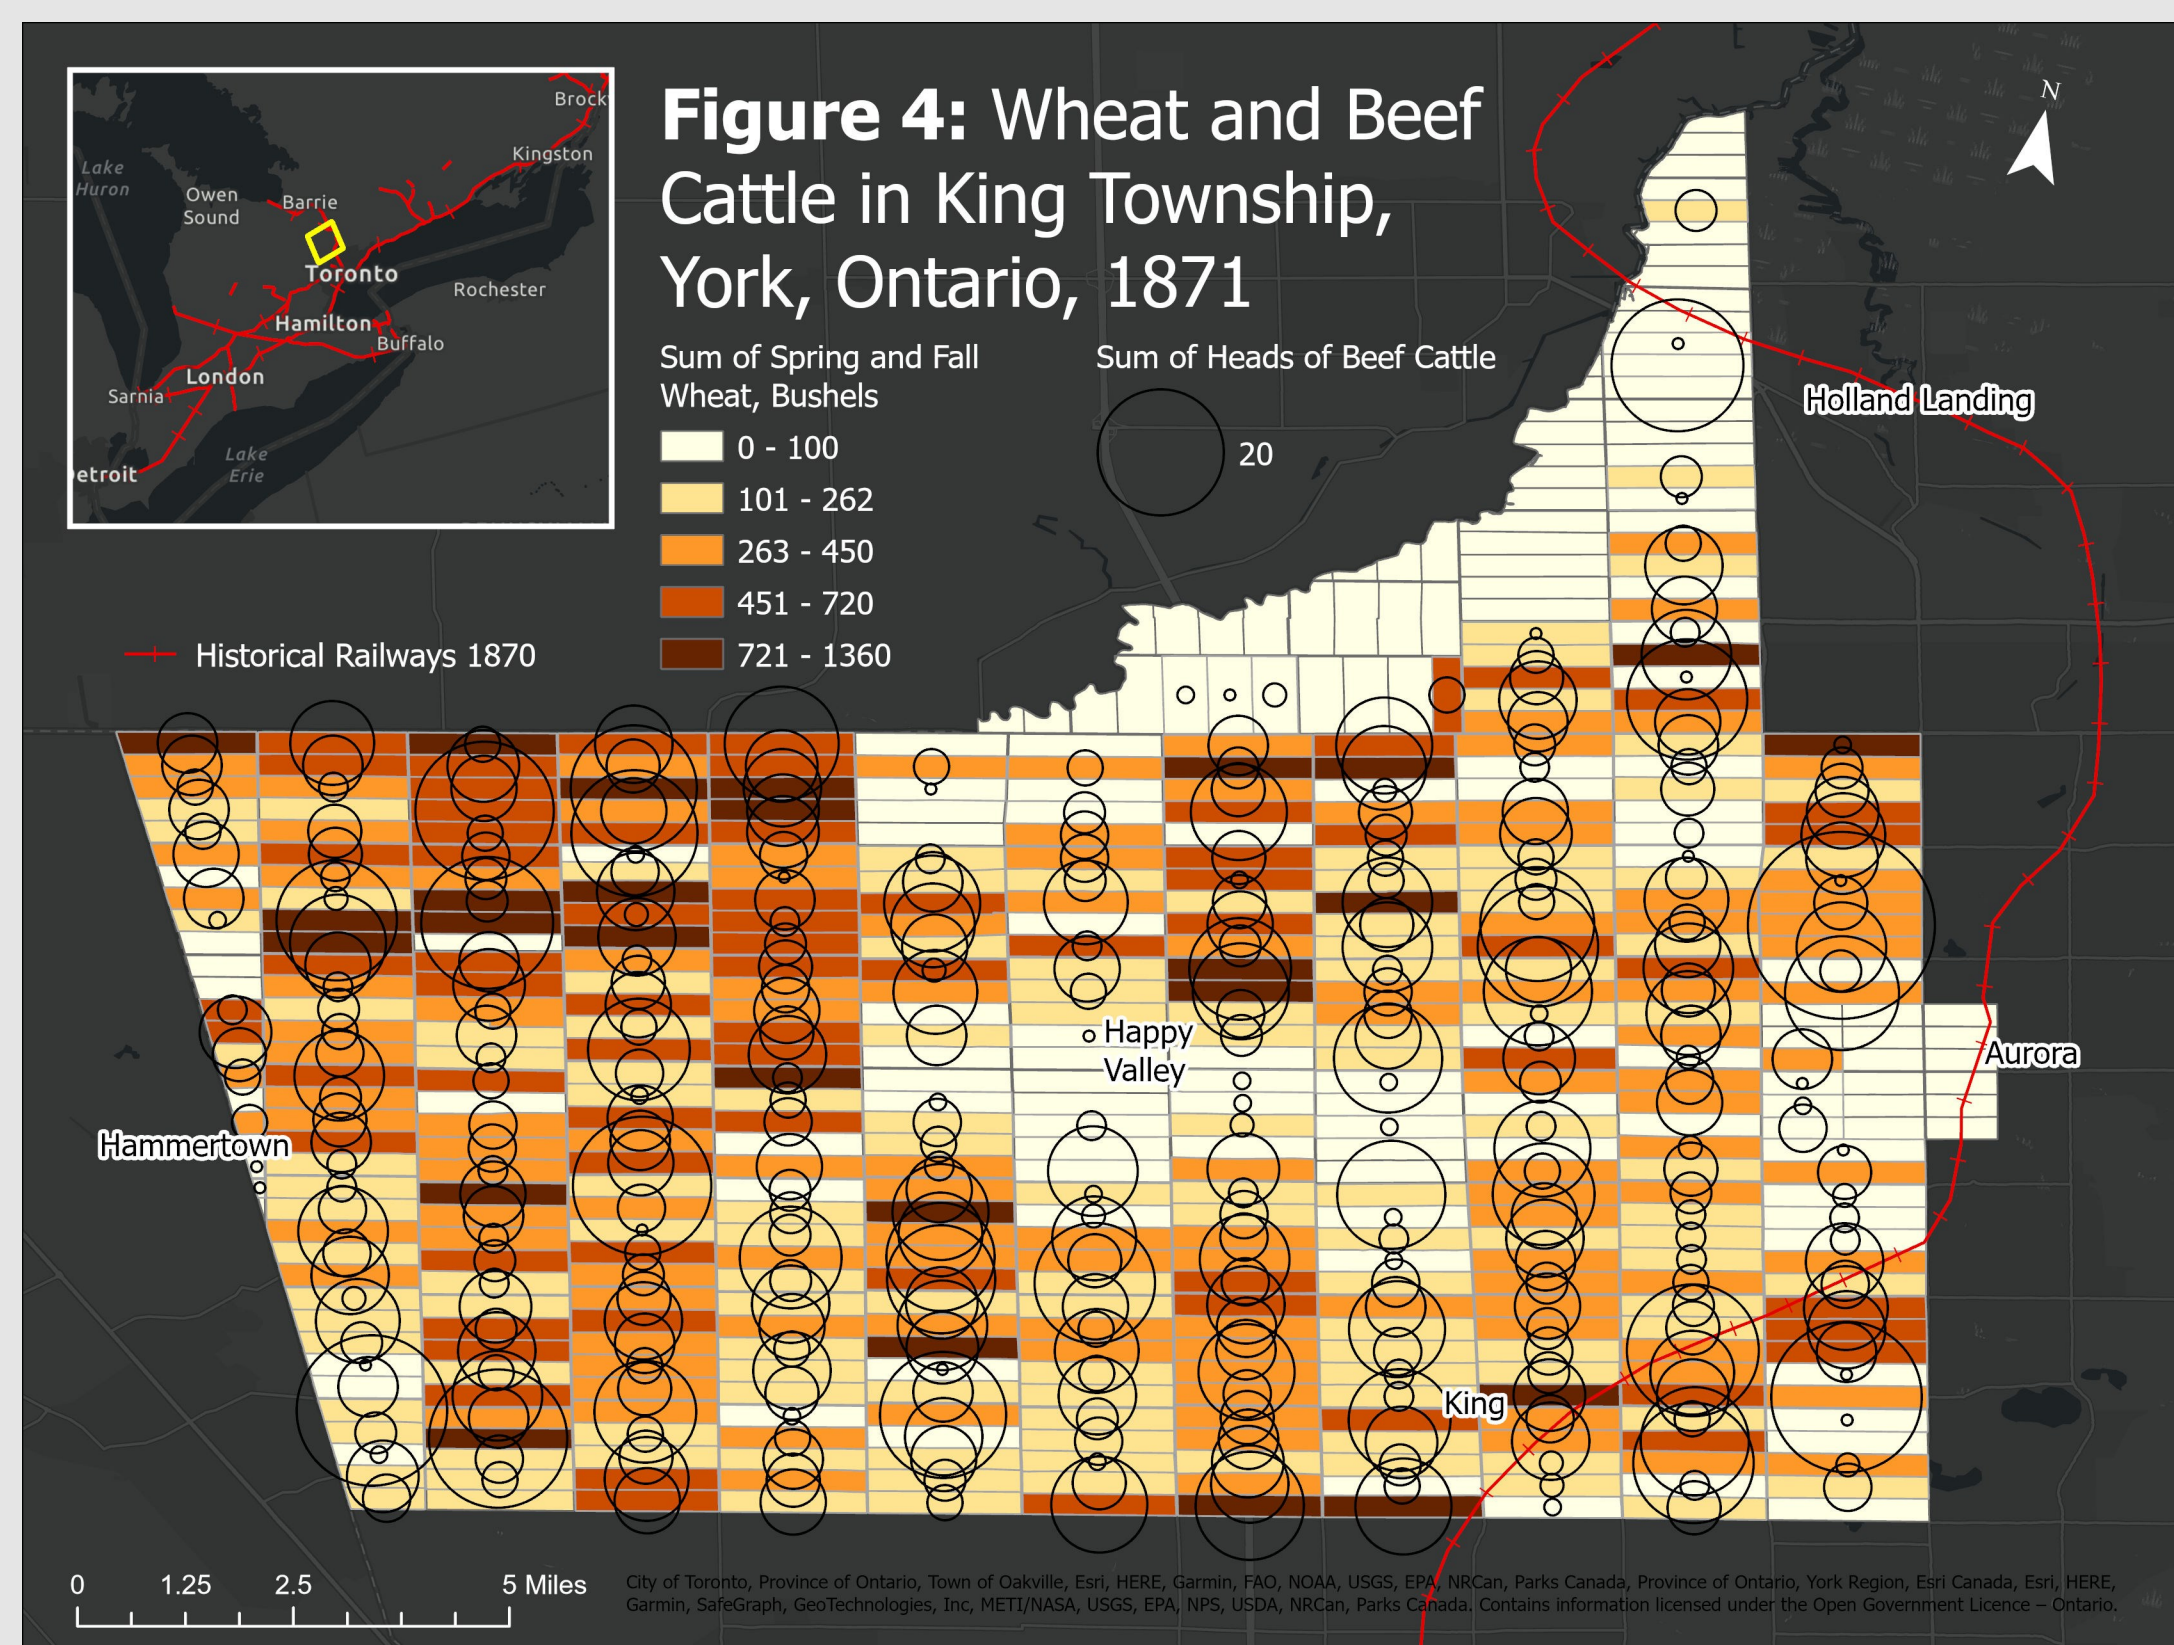 Figure 4: Wheat and Beef
Cattle in King Township,
York, Ontario, 1871
N
Brock
Kingston
Lake
Huron
Owen
Sound
Barrie
Toronto
Rochester
Hamilton
Buffalo
London
Sarnia
Lake
Erie
etroit
Sum of Spring and Fall
Wheat, Bushels
0 - 100
101 - 262
263 - 450
451 - 720
721 - 1360
Sum of Heads of Beef Cattle
20
Historical Railways 1870
Holland Landing
Happy
Valley
Aurora
Hammertown
King
0 1.25 2.5 5 Miles
City of Toronto, Province of Ontario, Town of Oakville, Esri, HERE, Garmin, FAO, NOAA, USGS, EPA, NRCan, Parks Canada, Province of Ontario, York Region, Esri Canada, Esri, HERE,
Garmin, SafeGraph, GeoTechnologies, Inc, METI/NASA, USGS, EPA, NPS, USDA, NRCan, Parks Canada. Contains information licensed under the Open Government Licence – Ontario.